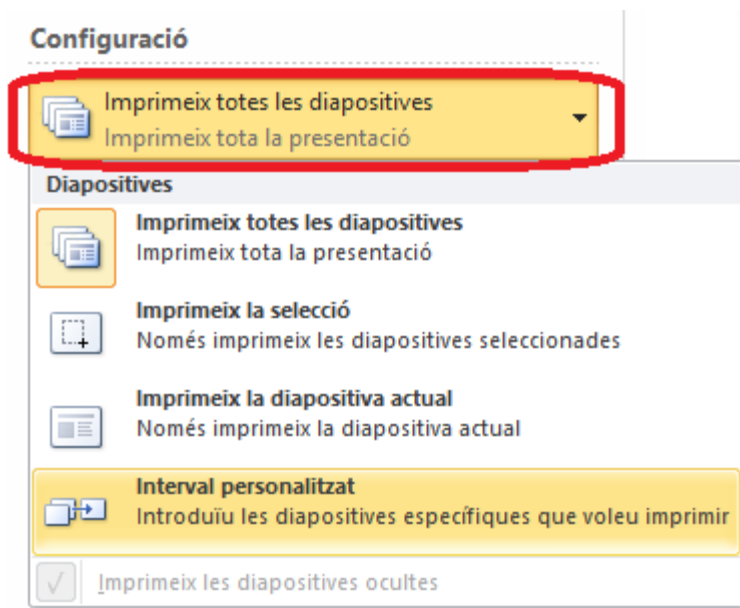 Configuració
Imprimeix totes les diapositives
Imprimeix tota la presentació
Diapositives
Imprimeix totes les diapositives
Imprimeix tota la presentació
Imprimeix la selecció
Només imprimeix les diapositives seleccionades
Imprimeix la diapositiva actual
Només imprimeix la diapositiva actual
Interval personalitzat
Introduïu les diapositives específiques que voleu imprimir
Imprimeix les diapositives ocultes